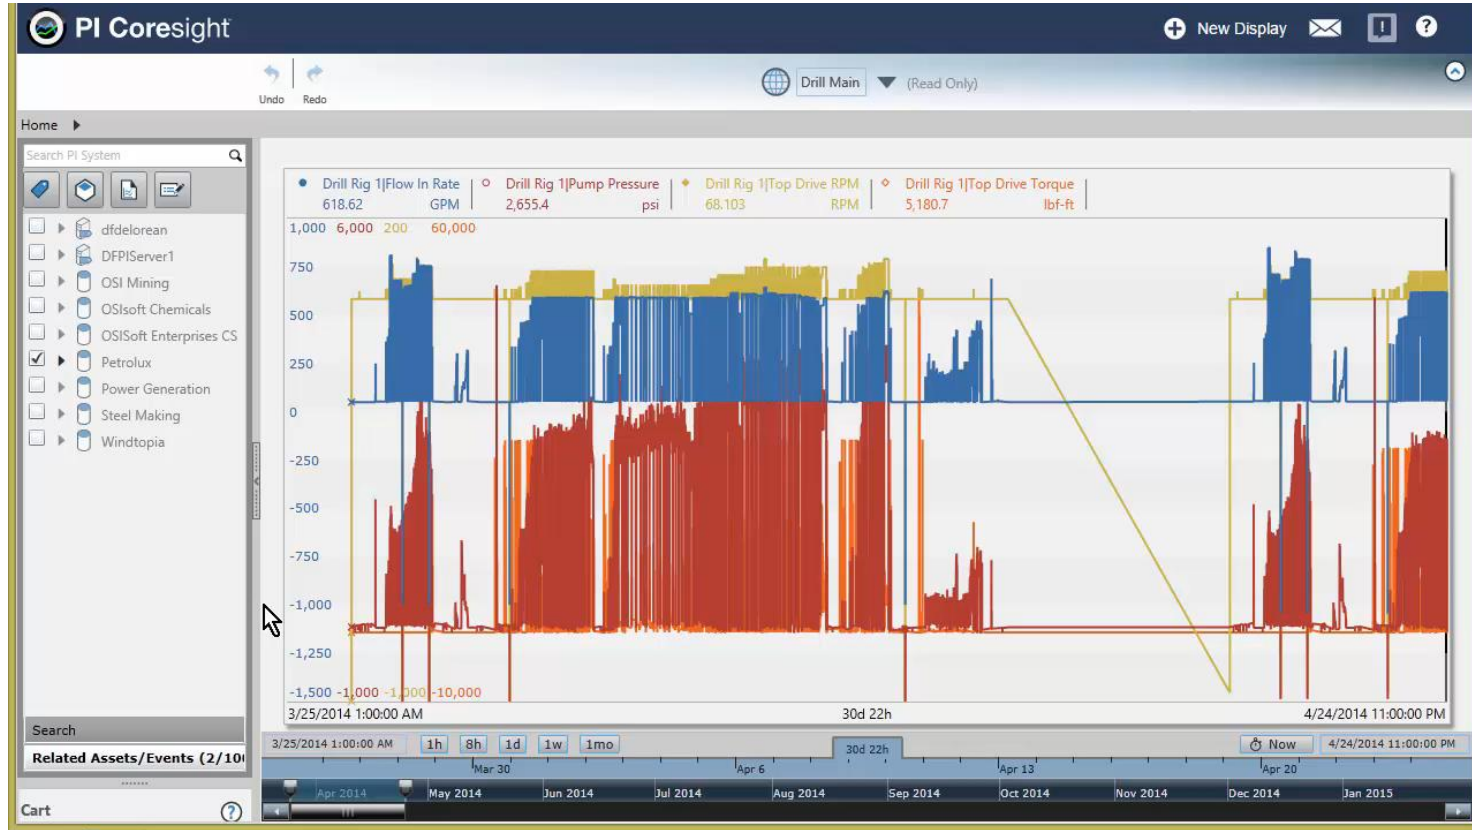 PI Coresight
New Display
Undo
Redo
Drill Main
(Read Only)
Home
Search PI System
dfdelorean
DFPIServer1
OSI Mining
OSIsoft Chemicals
OSISoft Enterprises CS
Petrolux
Power Generation
Steel Making
Windtopia
Search
Related Assets/Events (2/10
Cart
Drill Rig 1|Flow In Rate
618.62 GPM
Drill Rig 1|Pump Pressure
2,655.4 psi
Drill Rig 1|Top Drive RPM
68.103 RPM
Drill Rig 1|Top Drive Torque
5,180.7 lbf-ft
1,000 6,000 200 60,000
750
500
250
0
-250
-500
-750
-1,000
-1,250
-1,500 -1,000 -1,000 -10,000
3/25/2014 1:00:00 AM 30d 22h 4/24/2014 11:00:00 PM
3/25/2014 1:00:00 AM 1h 8h 1d 1w 1mo 30d 22h Now 4/24/2014 11:00:00 PM
Mar 30 Apr 6 Apr 13 Apr 20
Apr 2014 May 2014 Jun 2014 Jul 2014 Aug 2014 Sep 2014 Oct 2014 Nov 2014 Dec 2014 Jan 2015